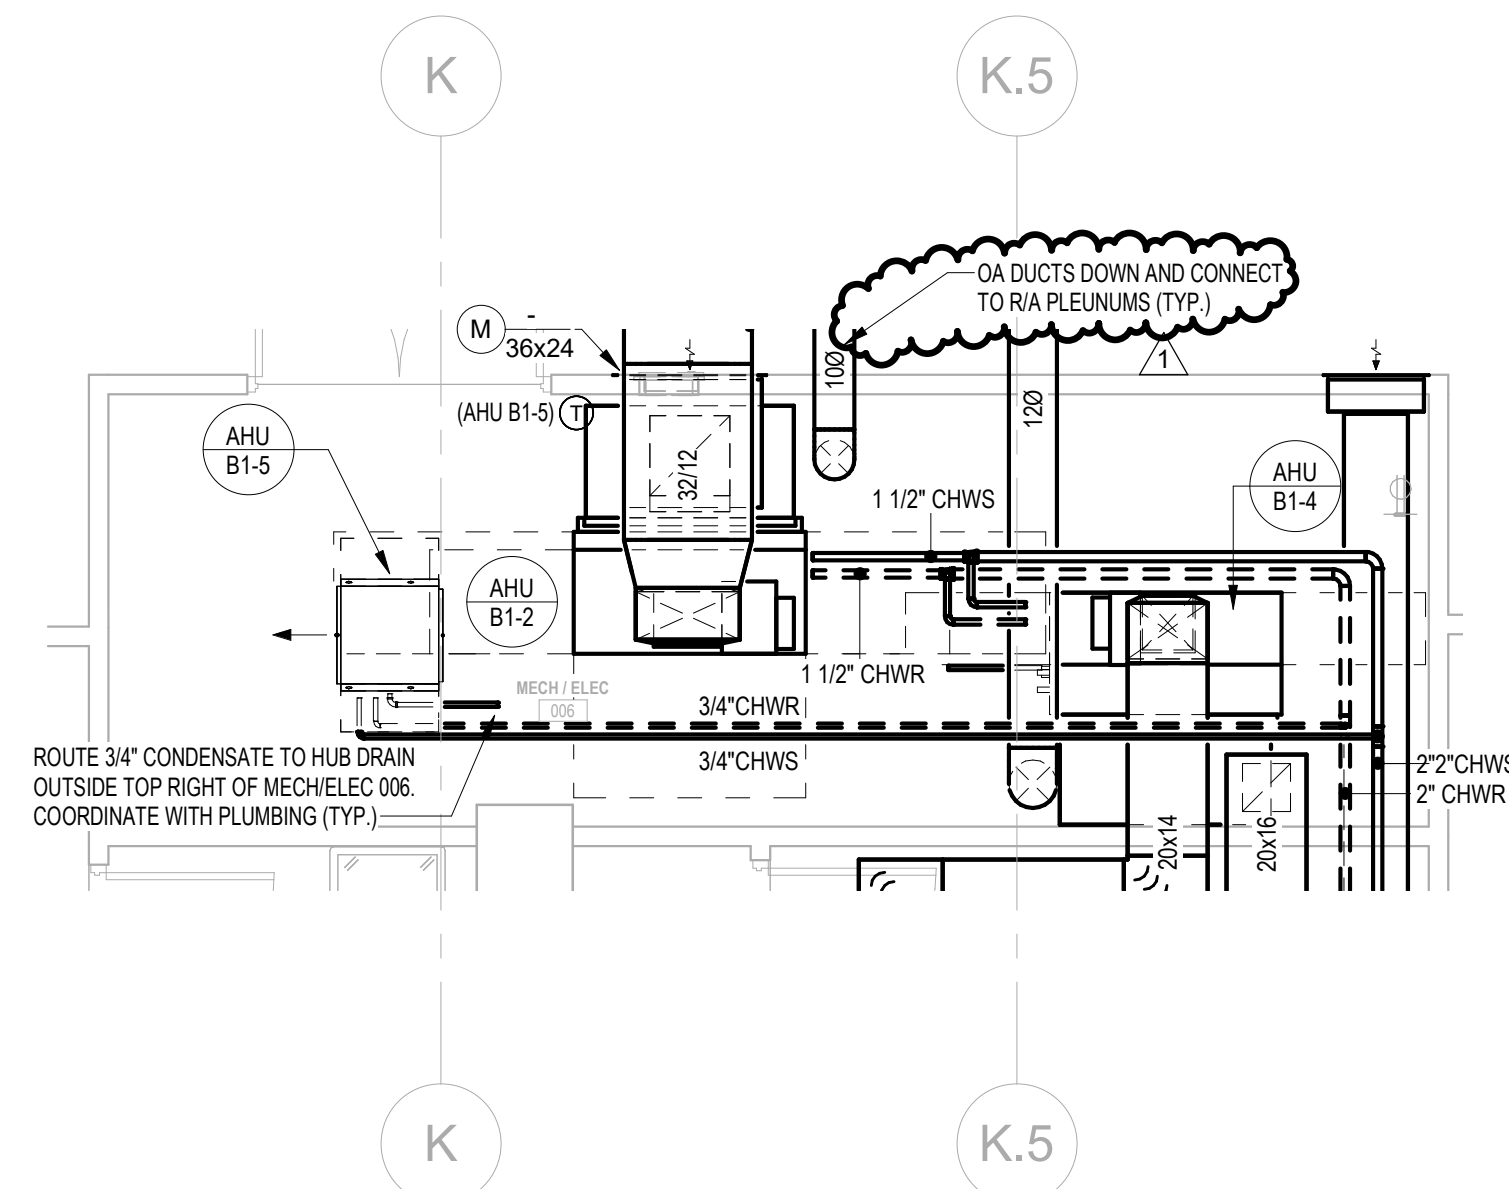 K
K.5
OA DUCTS DOWN AND CONNECT
TO R/A PLEUNUMS (TYP.)
M
-
36x24
1
10Ø
12Ø
(AHU B1-5)
T
AHU
B1-5
32/12
AHU
B1-4
1 1/2" CHWS
AHU
B1-2
1 1/2" CHWR
MECH / ELEC
006
3/4"CHWR
3/4"CHWS
ROUTE 3/4" CONDENSATE TO HUB DRAIN
OUTSIDE TOP RIGHT OF MECH/ELEC 006.
COORDINATE WITH PLUMBING (TYP.)
2"2"CHWS
2" CHWR
20x14
20x16
K
K.5